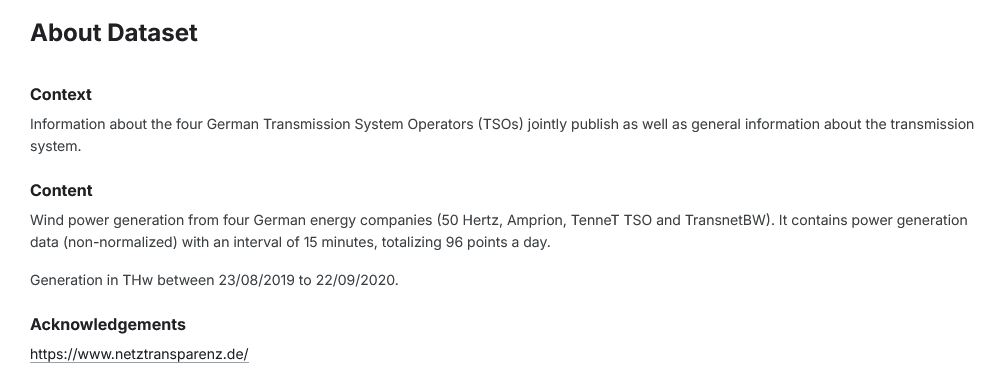 About Dataset
Context
Information about the four German Transmission System Operators (TSOs) jointly publish as well as general information about the transmission
system.
Content
Wind power generation from four German energy companies (50 Hertz, Amprion, TenneT TSO and TransnetBW). It contains power generation
data (non-normalized) with an interval of 15 minutes, totalizing 96 points a day.
Generation in THw between 23/08/2019 to 22/09/2020.
Acknowledgements
https://www.netztransparenz.de/